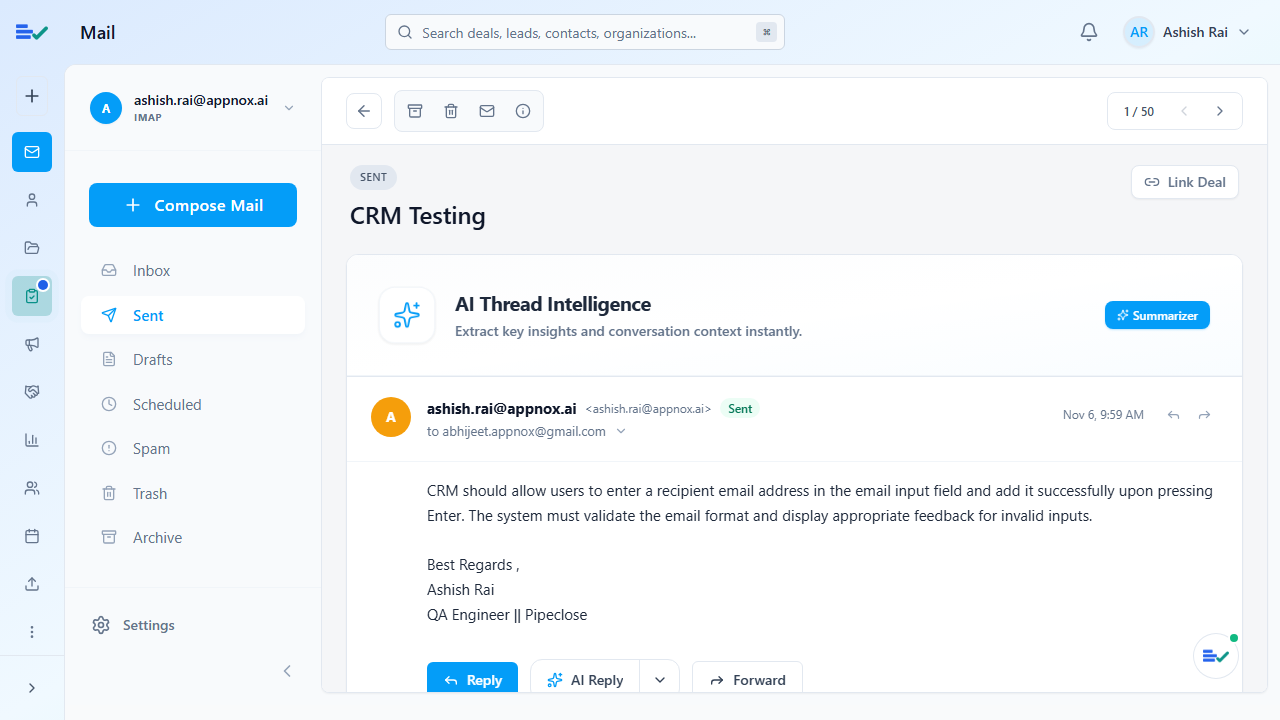 Mail
Search deals, leads, contacts, organizations...
⌘
AR
Ashish Rai
A
ashish.rai@appnox.ai
IMAP
Compose Mail
Inbox
Sent
Drafts
Scheduled
Spam
Trash
Archive
Settings
1 / 50
SENT
CRM Testing
Link Deal
AI Thread Intelligence
Extract key insights and conversation context instantly.
Summarizer
A
ashish.rai@appnox.ai <ashish.rai@appnox.ai> Sent
to abhijeet.appnox@gmail.com
Nov 6, 9:59 AM
CRM should allow users to enter a recipient email address in the email input field and add it successfully upon pressing
Enter. The system must validate the email format and display appropriate feedback for invalid inputs.
Best Regards ,
Ashish Rai
QA Engineer || Pipeclose
Reply
AI Reply
Forward